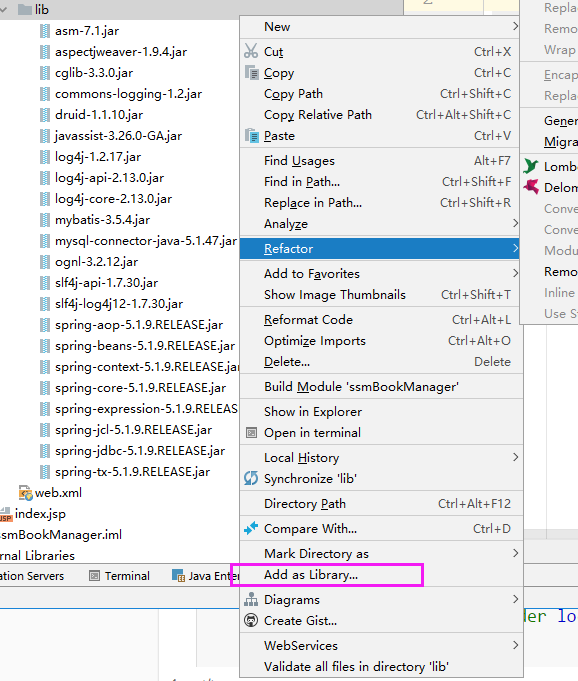 lib
asm-7.1.jar
aspectjweaver-1.9.4.jar
cglib-3.3.0.jar
commons-logging-1.2.jar
druid-1.1.10.jar
javassist-3.26.0-GA.jar
log4j-1.2.17.jar
log4j-api-2.13.0.jar
log4j-core-2.13.0.jar
mybatis-3.5.4.jar
mysql-connector-java-5.1.47.jar
ognl-3.2.12.jar
slf4j-api-1.7.30.jar
slf4j-log4j12-1.7.30.jar
spring-aop-5.1.9.RELEASE.jar
spring-beans-5.1.9.RELEASE.jar
spring-context-5.1.9.RELEASE.jar
spring-core-5.1.9.RELEASE.jar
spring-expression-5.1.9.RELEASE
spring-jcl-5.1.9.RELEASE.jar
spring-jdbc-5.1.9.RELEASE.jar
spring-tx-5.1.9.RELEASE.jar
web.xml
JSP index.jsp
smBookManager.iml
rnal Libraries
ation Servers Terminal Java Enter
New
Cut Ctrl+X
Copy Ctrl+C
Copy Path Ctrl+Shift+C
Copy Relative Path Ctrl+Alt+Shift+C
Paste Ctrl+V
Find Usages Alt+F7
Find in Path... Ctrl+Shift+F
Replace in Path... Ctrl+Shift+R
Analyze
Refactor
Add to Favorites
Show Image Thumbnails Ctrl+Shift+T
Reformat Code Ctrl+Alt+L
Optimize Imports Ctrl+Alt+O
Delete... Delete
Build Module 'ssmBookManager'
Show in Explorer
Open in terminal
Local History
Synchronize 'lib'
Directory Path Ctrl+Alt+F12
Compare With... Ctrl+D
Mark Directory as
Add as Library...
Diagrams
Create Gist...
WebServices
Validate all files in directory 'lib'
2
Replac
Remo
Wrap
Encap
Replac
Gener
Migra
Lombo
Delom
Conve
Conve
Modu
Remo
Inline
Use St
der lo